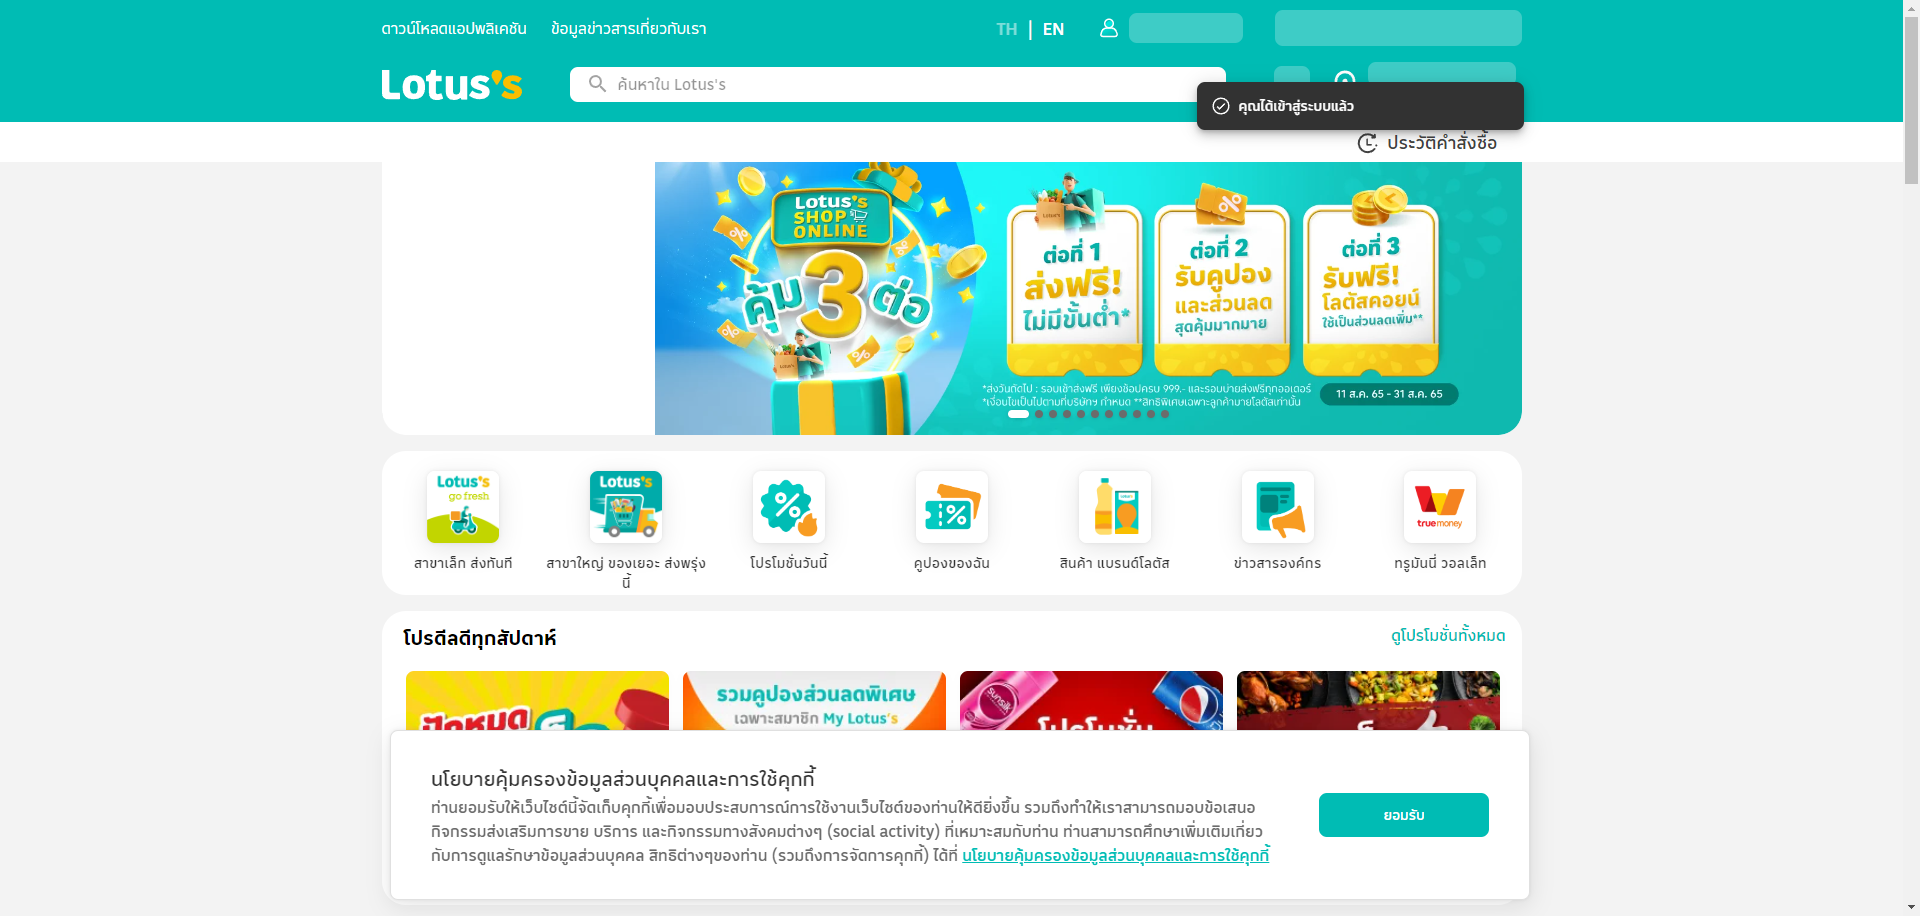 ดาวน์โหลดแอปพลิเคชัน ข้อมูลข่าวสารเกี่ยวกับเรา TH | EN
Lotus's ค้นหาใน Lotus's
คุณได้เข้าสู่ระบบแล้ว
ประวัติคำสั่งซื้อ
Lotus's
SHOP
ONLINE
คุ้ม 3 ต่อ
ต่อที่ 1
ส่งฟรี!
ไม่มีขั้นต่ำ*
ต่อที่ 2
รับคูปอง
และส่วนลด
สุดคุ้มมากมาย
ต่อที่ 3
รับฟรี!
โลตัสคอยน์
ใช้เป็นส่วนลดเพิ่ม**
*ส่งวันถัดไป : รอบเช้าส่งฟรี เพียงช้อปครบ 999.- และรอบบ่ายส่งฟรีทุกออเดอร์
*เงื่อนไขเป็นไปตามที่บริษัทฯ กำหนด **สิทธิพิเศษเฉพาะลูกค้ามายโลตัสเท่านั้น
11 ส.ค. 65 - 31 ส.ค. 65
Lotus's
go fresh
Lotus's
truemoney
สาขาเล็ก ส่งทันที
สาขาใหญ่ ของเยอะ ส่งพรุ่ง
นี้
โปรโมชั่นวันนี้
คูปองของฉัน
สินค้า แบรนด์โลตัส
ข่าวสารองค์กร
ทรูมันนี่ วอลเล็ท
โปรดีลดีทุกสัปดาห์
ดูโปรโมชั่นทั้งหมด
รวมคูปองส่วนลดพิเศษ
เฉพาะสมาชิก My Lotus's
sunsilk
โปรโมชั่น
นโยบายคุ้มครองข้อมูลส่วนบุคคลและการใช้คุกกี้
ท่านยอมรับให้เว็บไซต์นี้จัดเก็บคุกกี้เพื่อมอบประสบการณ์การใช้งานเว็บไซต์ของท่านให้ดียิ่งขึ้น รวมถึงทำให้เราสามารถมอบข้อเสนอ
กิจกรรมส่งเสริมการขาย บริการ และกิจกรรมทางสังคมต่างๆ (social activity) ที่เหมาะสมกับท่าน ท่านสามารถศึกษาเพิ่มเติมเกี่ยว
กับการดูแลรักษาข้อมูลส่วนบุคคล สิทธิต่างๆของท่าน (รวมถึงการจัดการคุกกี้) ได้ที่ นโยบายคุ้มครองข้อมูลส่วนบุคคลและการใช้คุกกี้
ยอมรับ